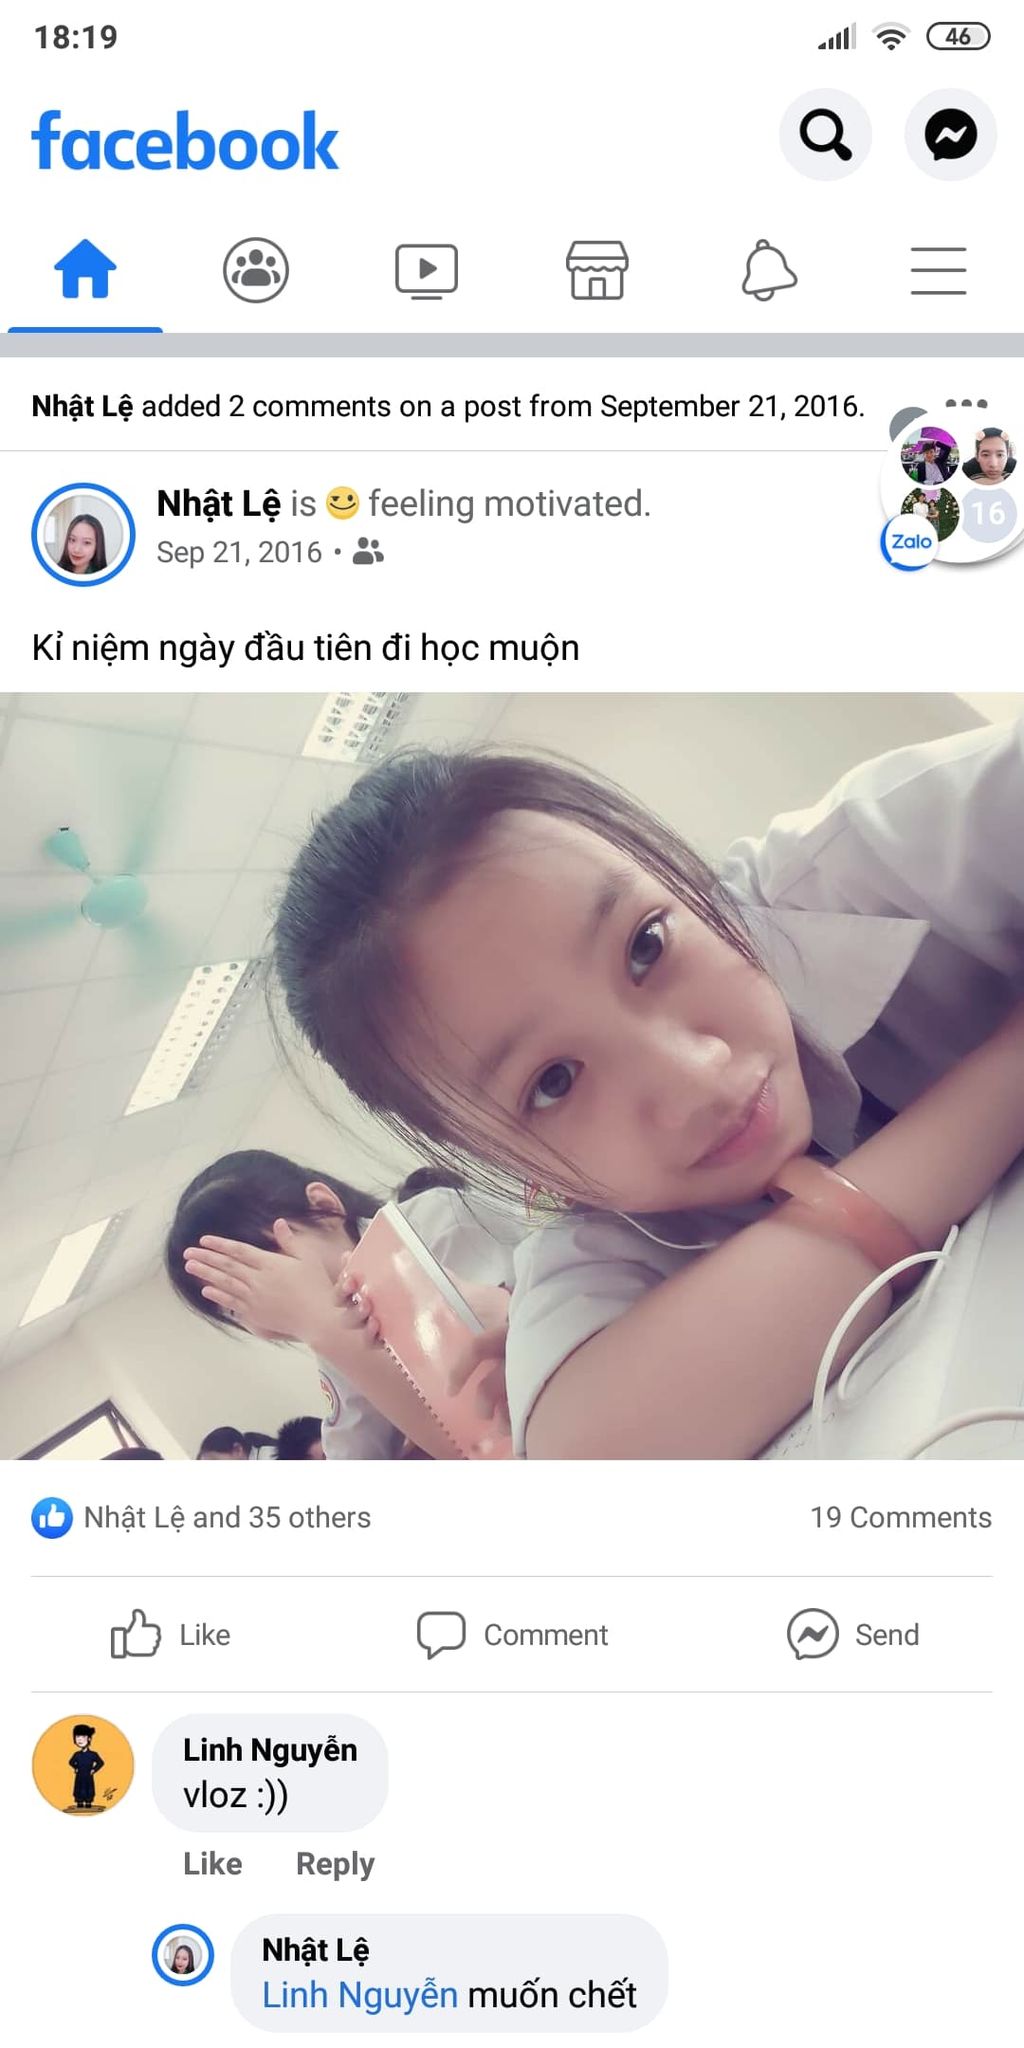 18:19
46
facebook
Nhật Lệ added 2 comments on a post from September 21, 2016.
Nhật Lệ is feeling motivated.
Sep 21, 2016
16
Zalo
Kỉ niệm ngày đầu tiên đi học muộn
Nhật Lệ and 35 others
19 Comments
Like
Comment
Send
Linh Nguyễn
vloz :))
Like
Reply
Nhật Lệ
Linh Nguyễn muốn chết